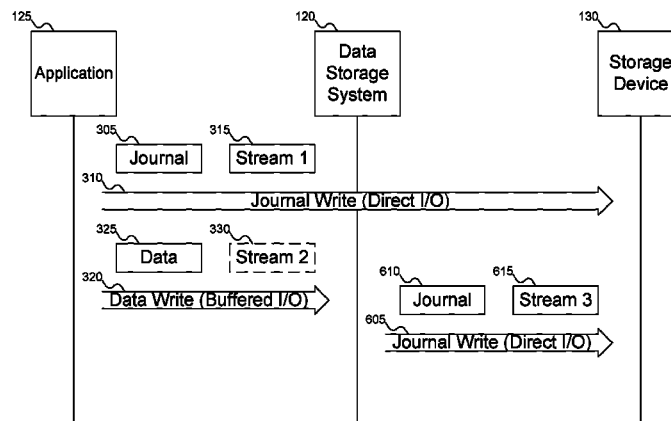 125
120
130
Application
Data
Storage
System
Storage
Device
305
315
Journal
Stream 1
310
Journal Write (Direct I/O)
325
330
Data
Stream 2
320
Data Write (Buffered I/O)
610
615
Journal
Stream 3
605
Journal Write (Direct I/O)